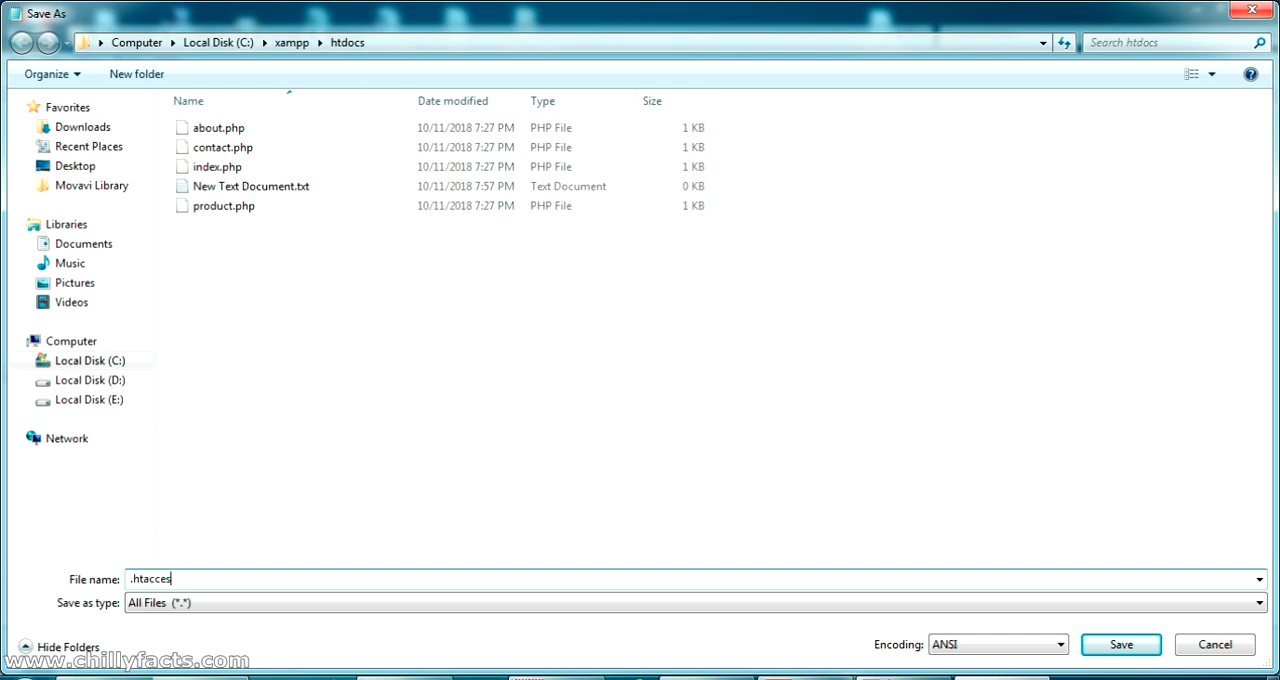 Save As
Computer Local Disk (C:) xampp htdocs Search htdocs
Organize New folder
Name Date modified Type Size
Favorites
Downloads
Recent Places
Desktop
Movavi Library
Libraries
Documents
Music
Pictures
Videos
Computer
Local Disk (C:)
Local Disk (D:)
Local Disk (E:)
Network
about.php 10/11/2018 7:27 PM PHP File 1 KB
contact.php 10/11/2018 7:27 PM PHP File 1 KB
index.php 10/11/2018 7:27 PM PHP File 1 KB
New Text Document.txt 10/11/2018 7:57 PM Text Document 0 KB
product.php 10/11/2018 7:27 PM PHP File 1 KB
File name: .htacces
Save as type: All Files (*.*)
Hide Folders Encoding: ANSI Save Cancel
www.chillyfacts.com